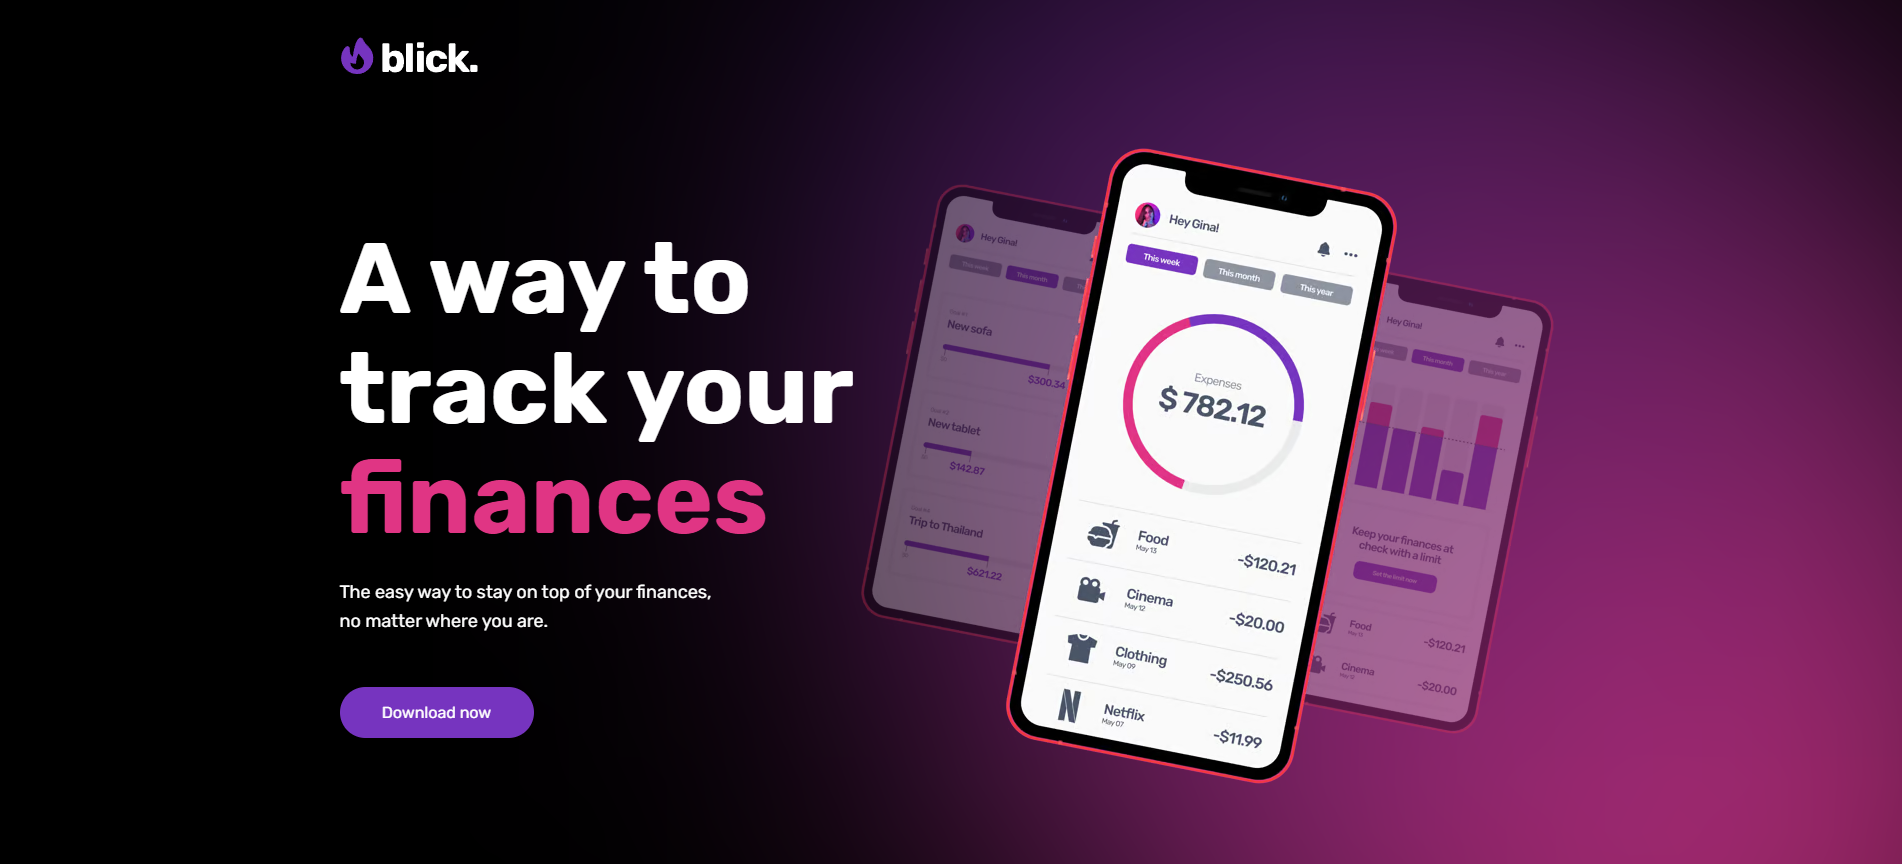 blick.
A way to
track your
finances
The easy way to stay on top of your finances,
no matter where you are.
Download now
Hey Gina!
This week
This month
This year
Expenses
$ 782.12
Food
May 13
-$120.21
Cinema
May 12
-$20.00
Clothing
May 09
-$250.56
Netflix
May 07
-$11.99
Hey Gina!
This week
This month
New sofa
$300.34
New tablet
$142.87
Trip to Thailand
$621.22
Hey Gina!
This month
This year
Keep your finances at
check with a limit
Set the limit now
Food
May 13
-$120.21
Cinema
-$20.00